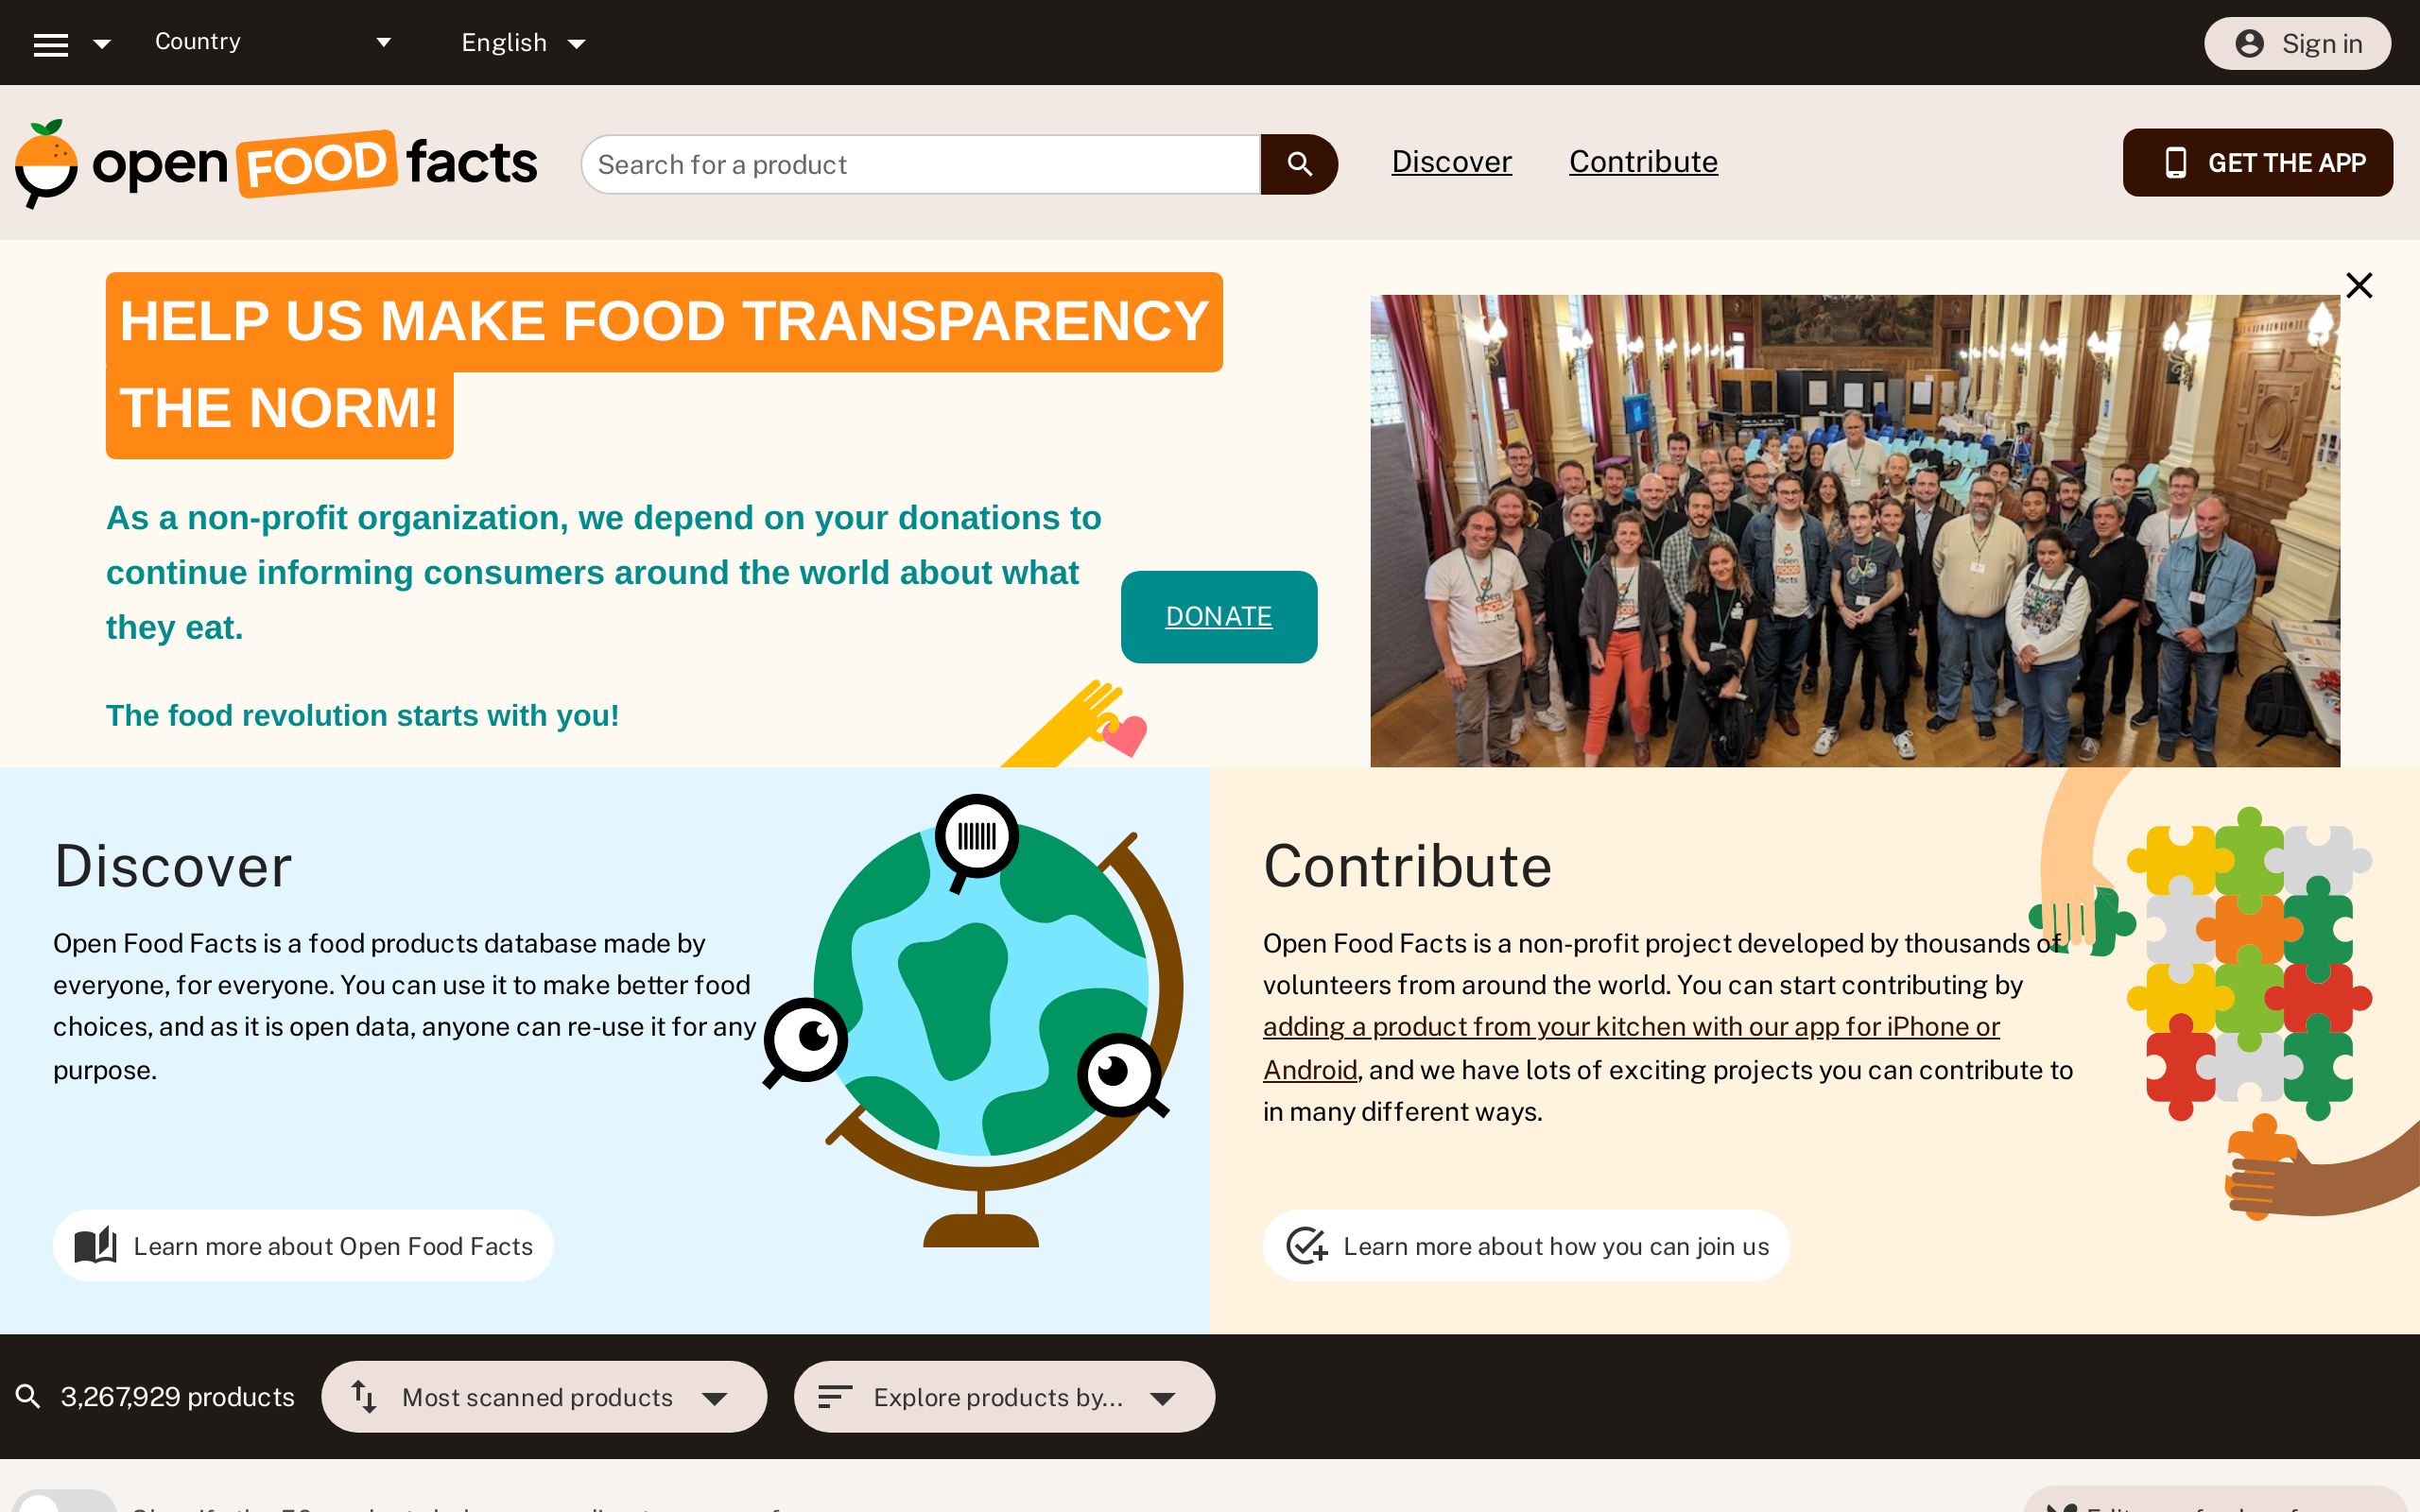 Country
English
Sign in
open FOOD facts
Search for a product
Discover
Contribute
GET THE APP
HELP US MAKE FOOD TRANSPARENCY
THE NORM!
As a non-profit organization, we depend on your donations to
continue informing consumers around the world about what
they eat.
DONATE
The food revolution starts with you!
Discover
Open Food Facts is a food products database made by
everyone, for everyone. You can use it to make better food
choices, and as it is open data, anyone can re-use it for any
purpose.
Learn more about Open Food Facts
Contribute
Open Food Facts is a non-profit project developed by thousands of
volunteers from around the world. You can start contributing by
adding a product from your kitchen with our app for iPhone or
Android, and we have lots of exciting projects you can contribute to
in many different ways.
Learn more about how you can join us
3,267,929 products
Most scanned products
Explore products by...